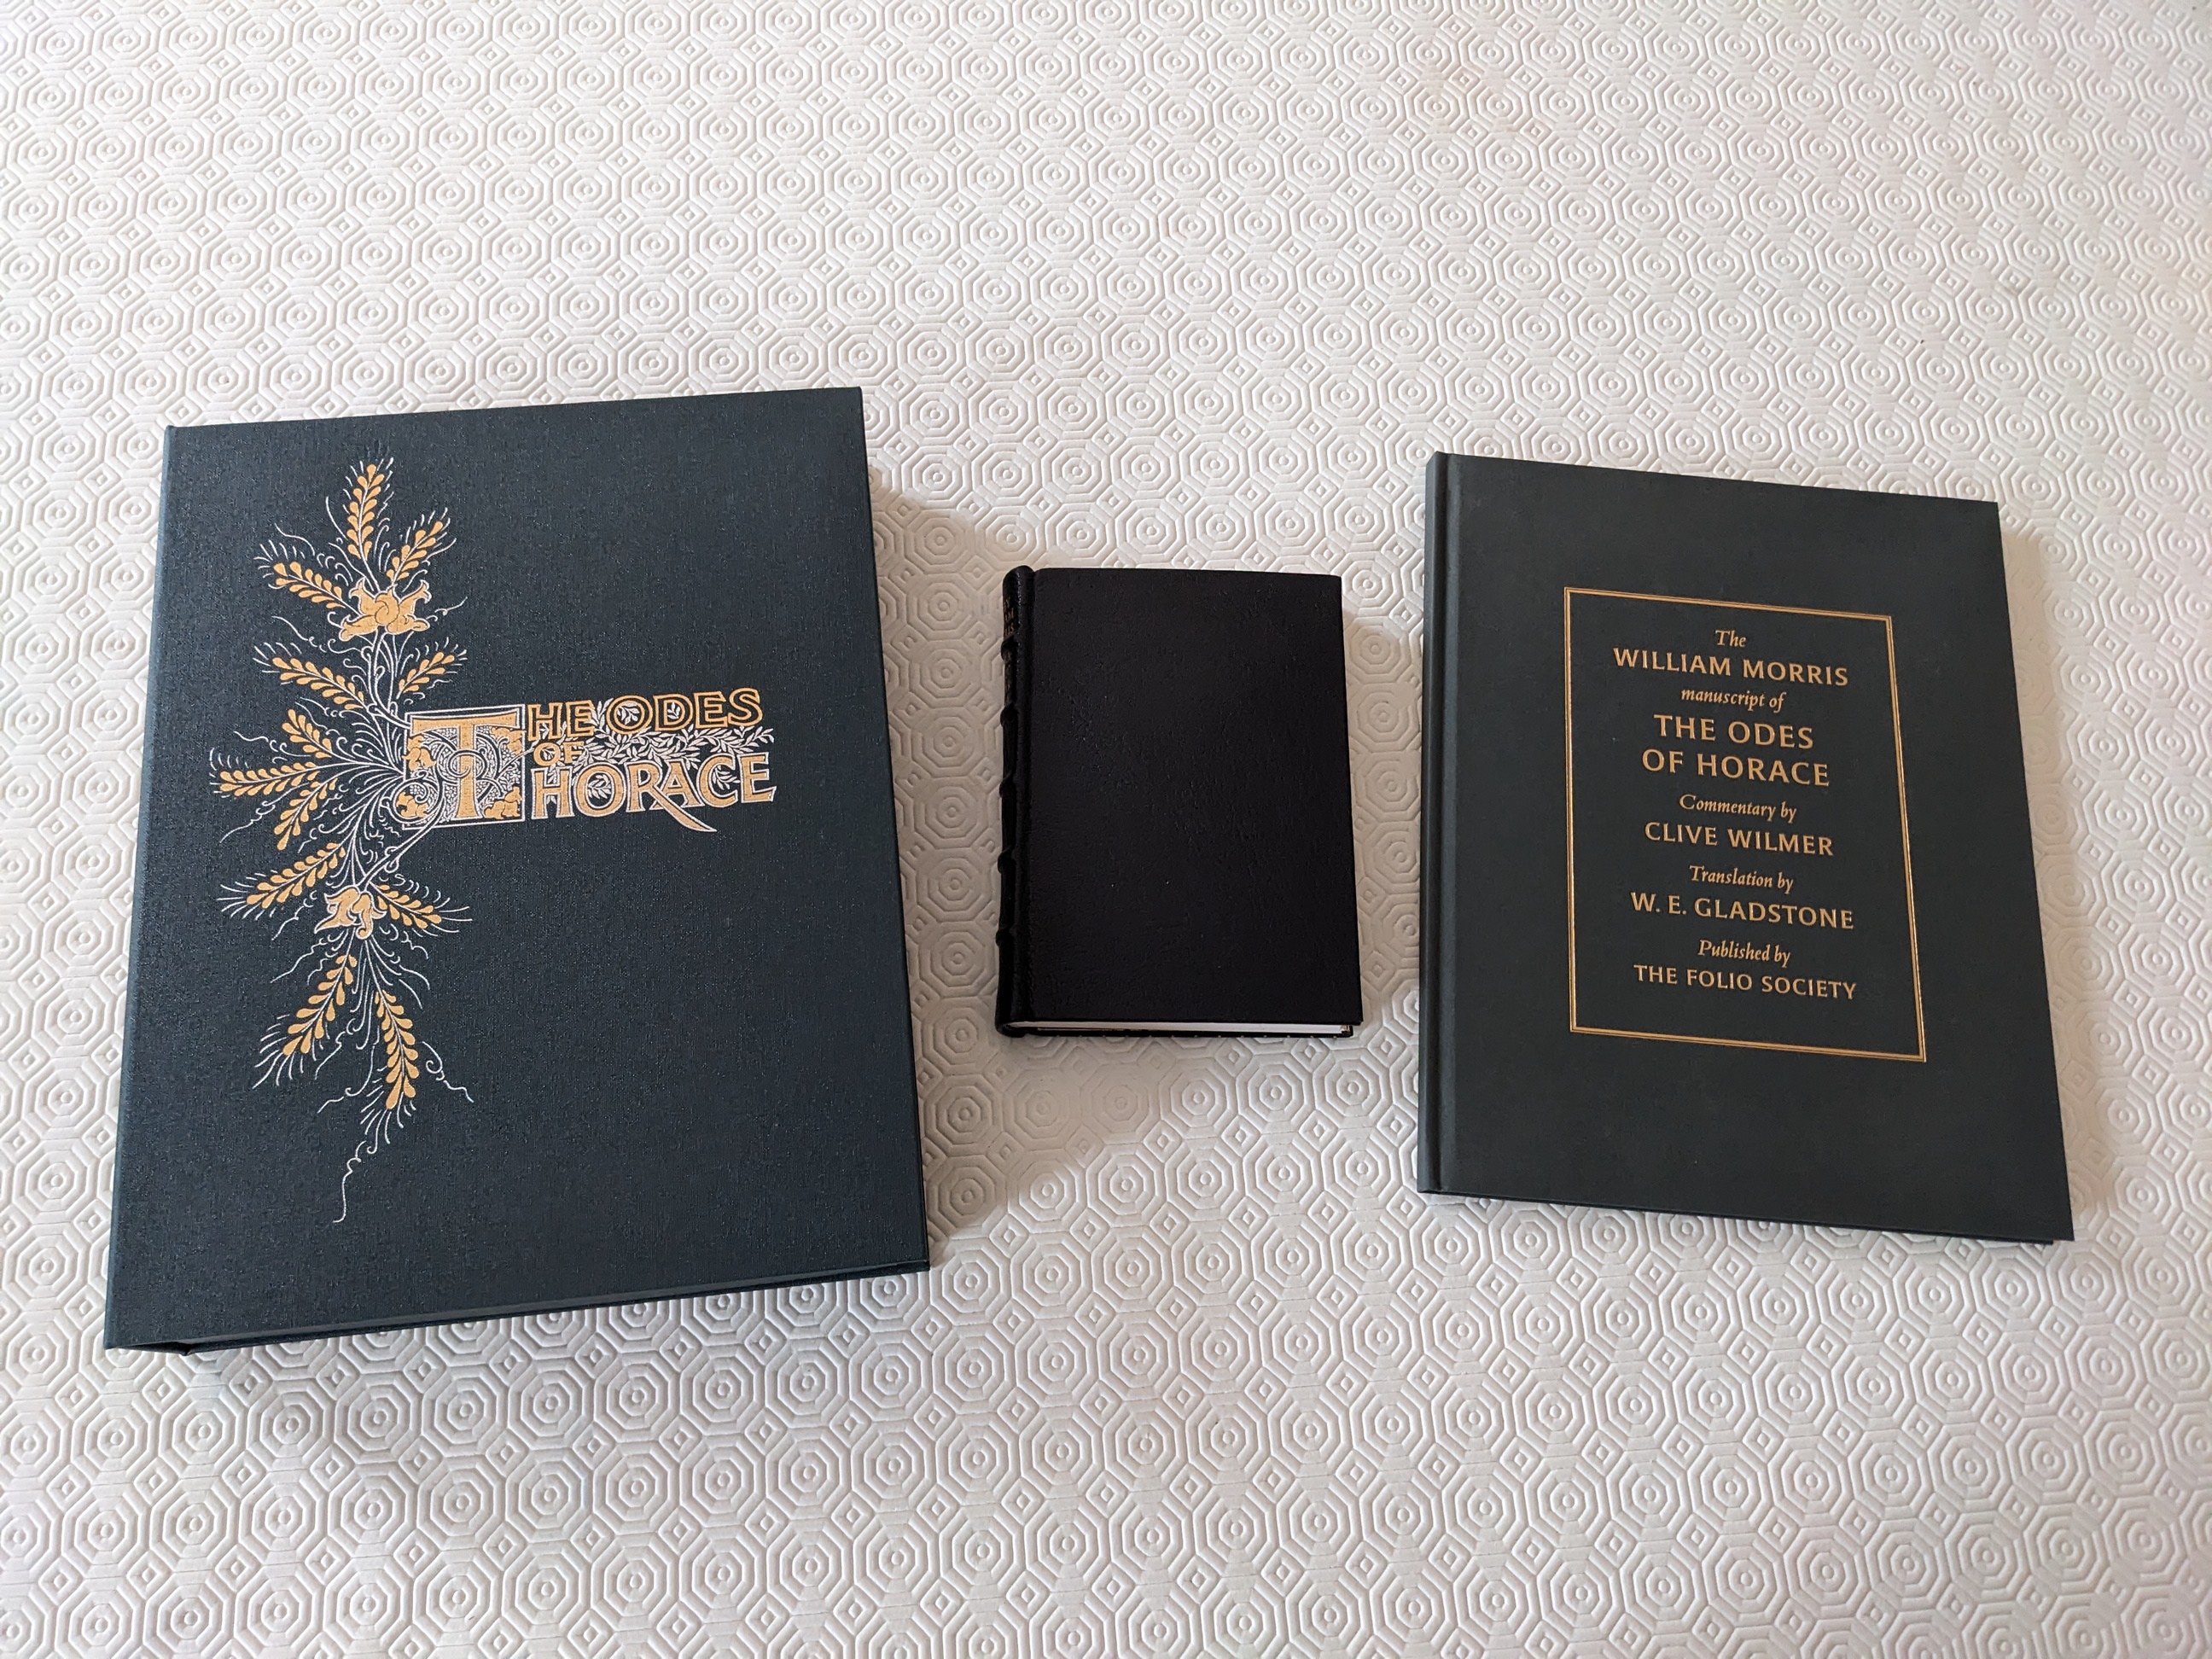 THE ODES
OF
HORACE
The
WILLIAM MORRIS
manuscript of
THE ODES
OF HORACE
Commentary by
CLIVE WILMER
Translation by
W. E. GLADSTONE
Published by
THE FOLIO SOCIETY